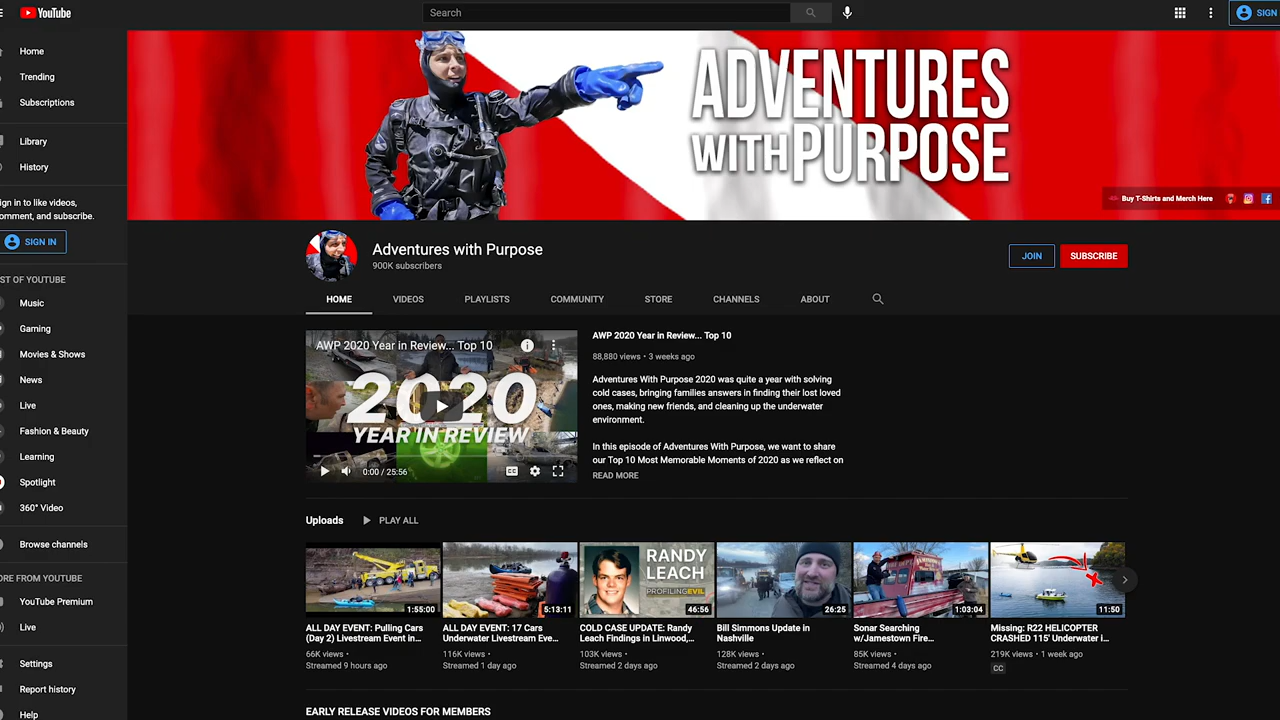 YouTube
Search
SIGN
Home
Trending
Subscriptions
Library
History
ign in to like videos,
omment, and subscribe.
SIGN IN
ST OF YOUTUBE
Music
Gaming
Movies & Shows
News
Live
Fashion & Beauty
Learning
Spotlight
360° Video
Browse channels
ORE FROM YOUTUBE
YouTube Premium
Live
Settings
Report history
Help
ADVENTURES
WITH PURPOSE
Buy T-Shirts and Merch Here
Adventures with Purpose
900K subscribers
JOIN
SUBSCRIBE
HOME VIDEOS PLAYLISTS COMMUNITY STORE CHANNELS ABOUT
AWP 2020 Year in Review... Top 10
2020
YEAR IN REVIEW
0:00 / 25:56
CC
AWP 2020 Year in Review... Top 10
88,880 views • 3 weeks ago
Adventures With Purpose 2020 was quite a year with solving
cold cases, bringing families answers in finding their lost loved
ones, making new friends, and cleaning up the underwater
environment.
In this episode of Adventures With Purpose, we want to share
our Top 10 Most Memorable Moments of 2020 as we reflect on
READ MORE
Uploads
PLAY ALL
1:55:00
ALL DAY EVENT: Pulling Cars
(Day 2) Livestream Event in...
66K views •
Streamed 9 hours ago
5:13:11
ALL DAY EVENT: 17 Cars
Underwater Livestream Eve...
116K views •
Streamed 1 day ago
RANDY
LEACH
PROFILINGEVIL
46:56
COLD CASE UPDATE: Randy
Leach Findings in Linwood,...
103K views •
Streamed 2 days ago
26:25
Bill Simmons Update in
Nashville
128K views •
Streamed 2 days ago
1:03:04
Sonar Searching
w/Jamestown Fire...
85K views •
Streamed 4 days ago
11:50
Missing: R22 HELICOPTER
CRASHED 115' Underwater i...
219K views • 1 week ago
CC
EARLY RELEASE VIDEOS FOR MEMBERS